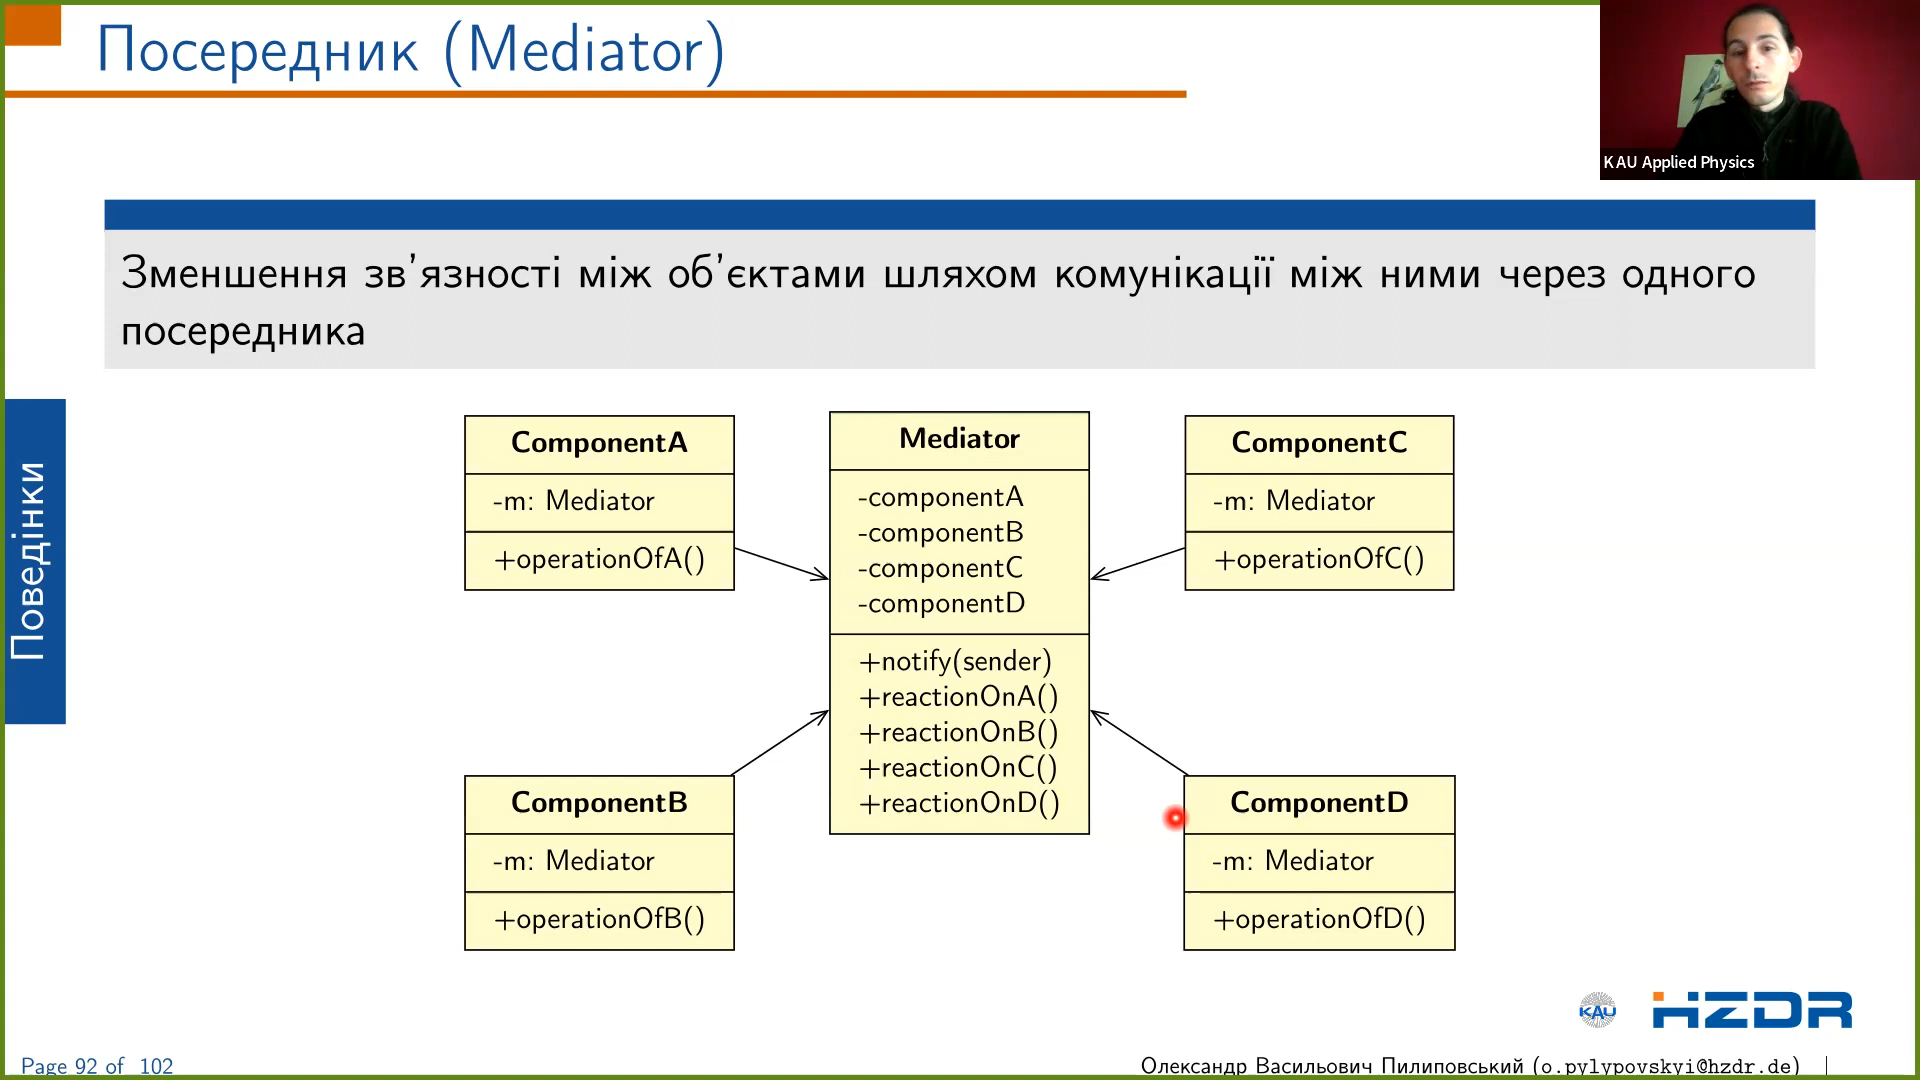 Посередник (Mediator)
KAU Applied Physics
Зменшення зв’язності між об’єктами шляхом комунікації між ними через одного
посередника
Поведінки
ComponentA
-m: Mediator
+operationOfA()
Mediator
-componentA
-componentB
-componentC
-componentD
+notify(sender)
+reactionOnA()
+reactionOnB()
+reactionOnC()
+reactionOnD()
ComponentC
-m: Mediator
+operationOfC()
ComponentB
-m: Mediator
+operationOfB()
ComponentD
-m: Mediator
+operationOfD()
KAU
HZDR
Page 92 of 102
Олександр Васильович Пилиповський (o.pylypovskyi@hzdr.de)